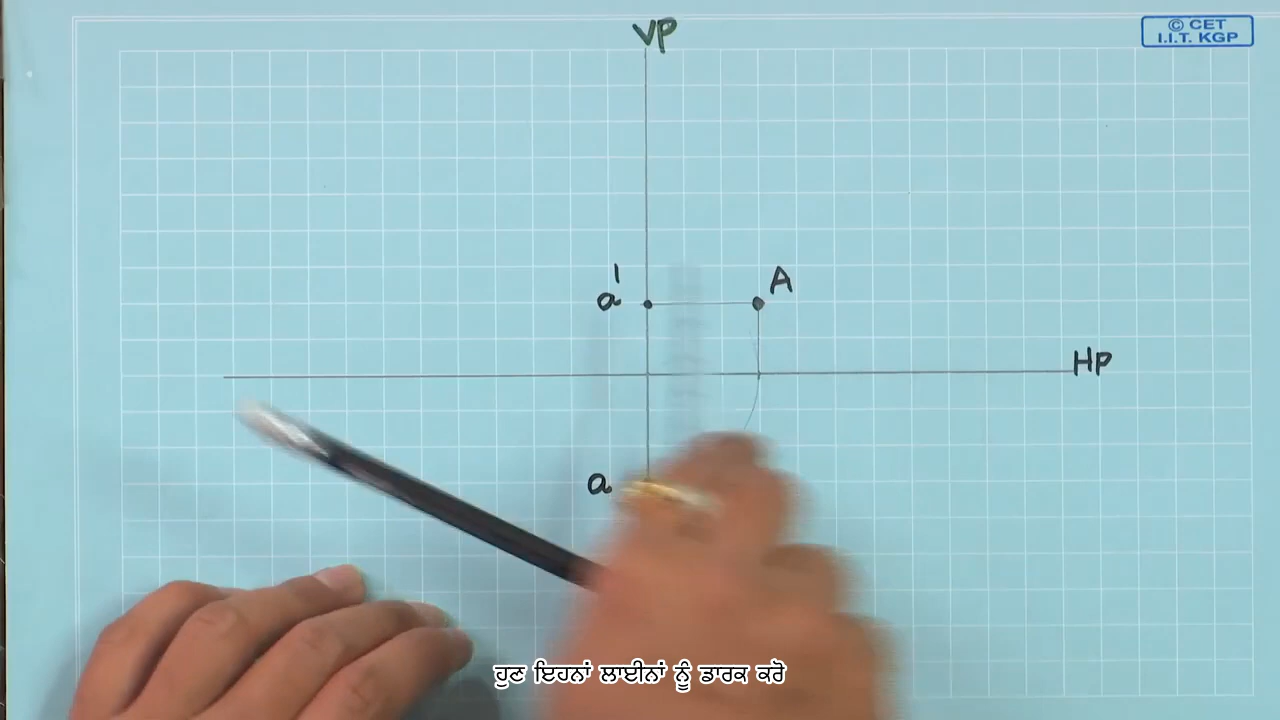 VP
© CET
I.I.T. KGP
a' A
HP
a
ਹੁਣ ਇਹਨਾਂ ਲਾਈਨਾਂ ਨੂੰ ਡਾਰਕ ਕਰੋ